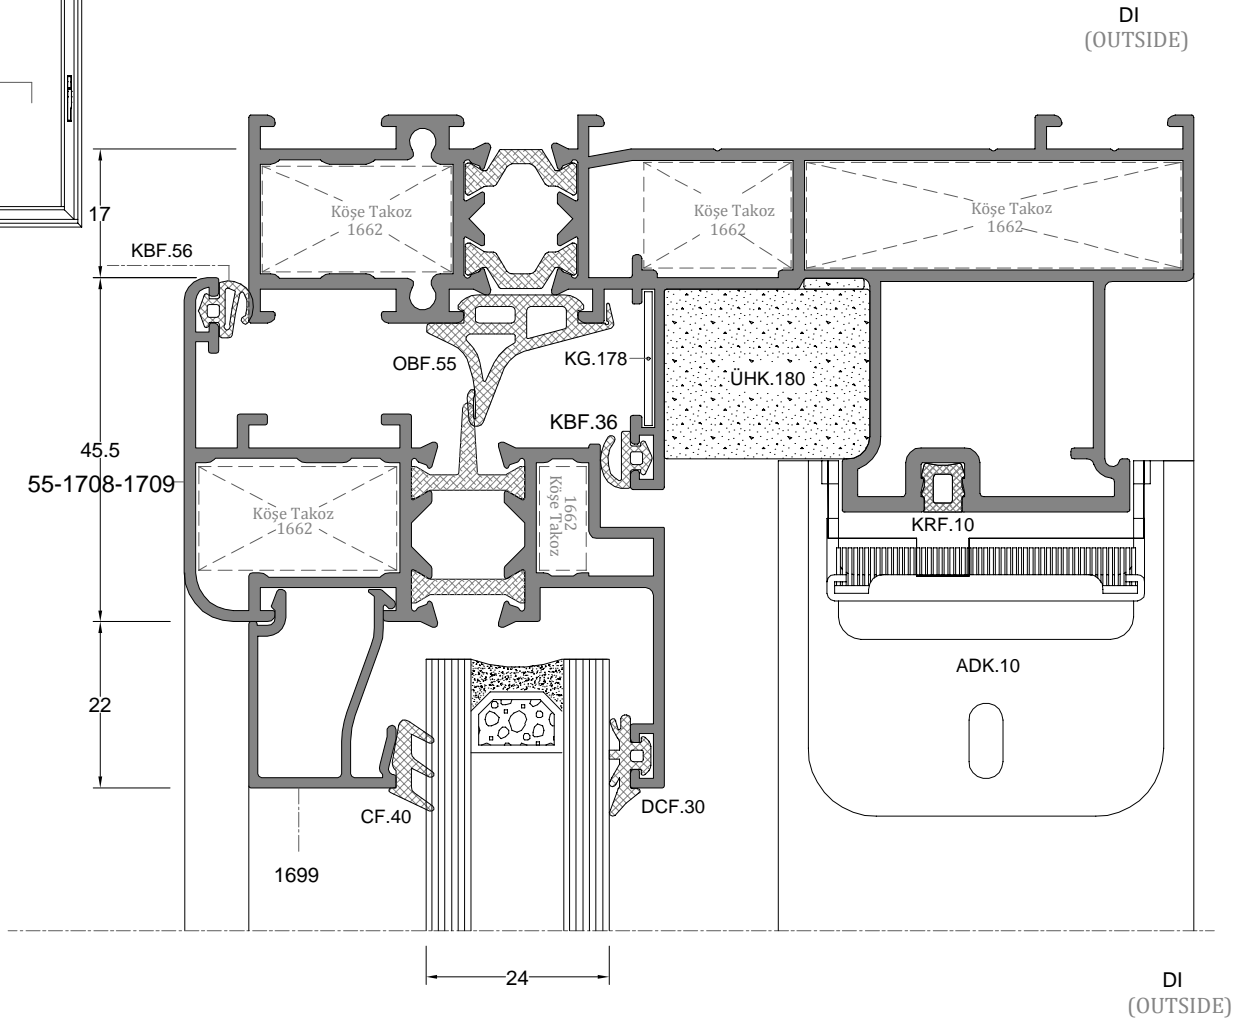 DI
(OUTSIDE)
17
KBF.56
Köşe Takoz
1662
Köşe Takoz
1662
Köşe Takoz
1662
OBF.55
KG.178
ÜHK.180
KBF.36
45.5
55-1708-1709
Köşe Takoz
1662
1662
Köşe Takoz
KRF.10
ADK.10
22
CF.40
DCF.30
1699
24
DI
(OUTSIDE)